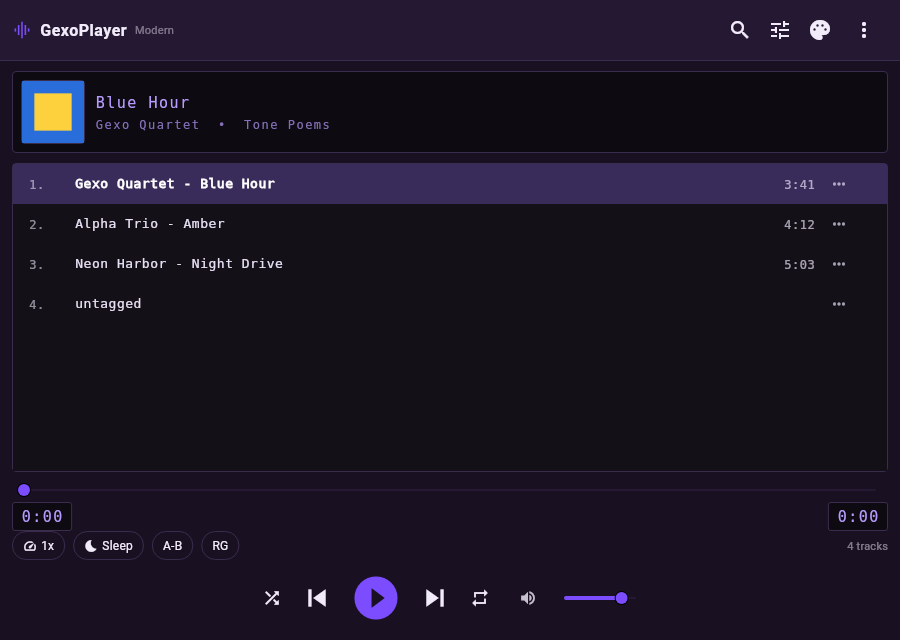 GexoPlayer Modern
Blue Hour
Gexo Quartet • Tone Poems
1. Gexo Quartet - Blue Hour 3:41
2. Alpha Trio - Amber 4:12
3. Neon Harbor - Night Drive 5:03
4. untagged
0:00 0:00
1x Sleep A-B RG 4 tracks